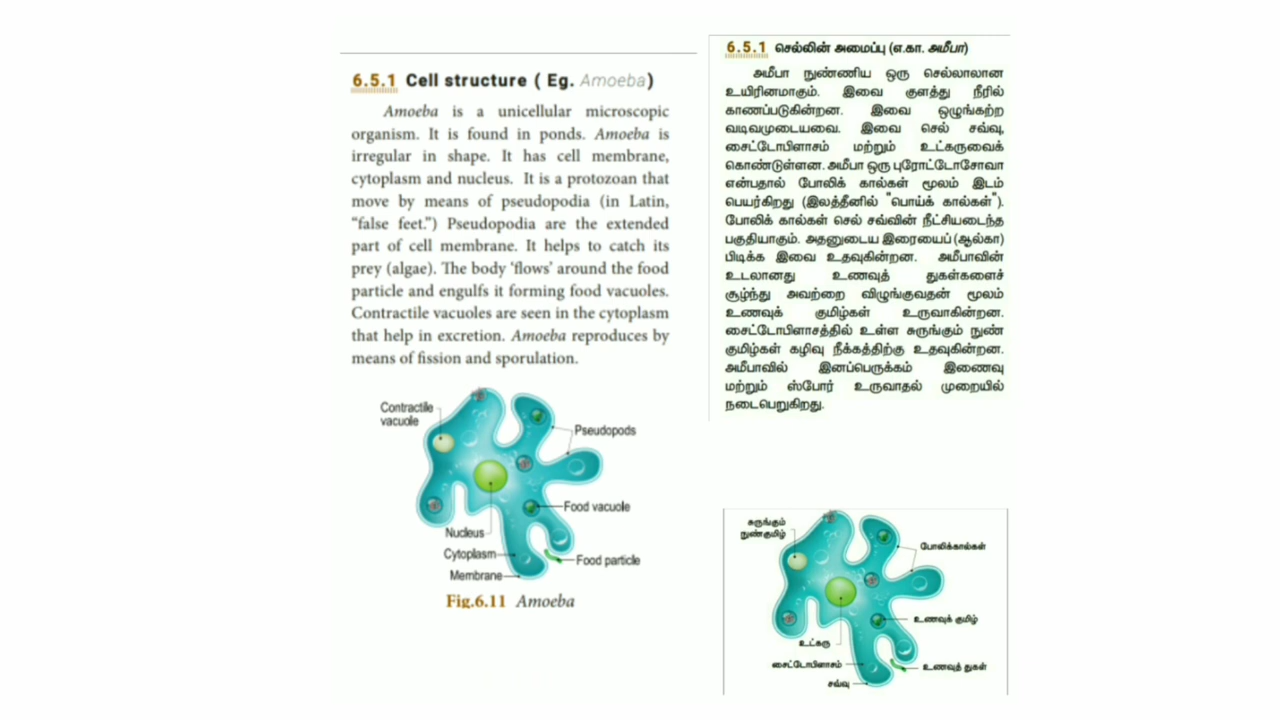 6.5.1 Cell structure ( Eg. Amoeba)
Amoeba is a unicellular microscopic
organism. It is found in ponds. Amoeba is
irregular in shape. It has cell membrane,
cytoplasm and nucleus. It is a protozoan that
move by means of pseudopodia (in Latin,
“false feet.”) Pseudopodia are the extended
part of cell membrane. It helps to catch its
prey (algae). The body ‘flows’ around the food
particle and engulfs it forming food vacuoles.
Contractile vacuoles are seen in the cytoplasm
that help in excretion. Amoeba reproduces by
means of fission and sporulation.
Contractile
vacuole
Pseudopods
Food vacuole
Nucleus
Cytoplasm
Food particle
Membrane
Fig.6.11 Amoeba
6.5.1 செல்லின் அமைப்பு (எ.கா. அமீபா)
அமீபா நுண்ணிய ஒரு செல்லாலான
உயிரினமாகும். இவை குளத்து நீரில்
காணப்படுகின்றன. இவை ஒழுங்கற்ற
வடிவமுடையவை. இவை செல் சவ்வு,
சைட்டோபிளாசம் மற்றும் உட்கருவைக்
கொண்டுள்ளன. அமீபா ஒரு புரோட்டோசோவா
என்பதால் போலிக் கால்கள் மூலம் இடம்
பெயர்கிறது (இலத்தீனில் "பொய்க் கால்கள்").
போலிக் கால்கள் செல் சவ்வின் நீட்சியடைந்த
பகுதியாகும். அதனுடைய இரையைப் (ஆல்கா)
பிடிக்க இவை உதவுகின்றன. அமீபாவின்
உடலானது உணவுத் துகள்களைச்
சூழ்ந்து அவற்றை விழுங்குவதன் மூலம்
உணவுக் குமிழ்கள் உருவாகின்றன.
சைட்டோபிளாசத்தில் உள்ள சுருங்கும் நுண்
குமிழ்கள் கழிவு நீக்கத்திற்கு உதவுகின்றன.
அமீபாவில் இனப்பெருக்கம் இணைவு
மற்றும் ஸ்போர் உருவாதல் முறையில்
நடைபெறுகிறது.
சுருங்கும்
நுண்குமிழ்
போலிக்கால்கள்
உணவுக் குமிழ்
உட்கரு
சைட்டோபிளாசம்
உணவுத் துகள்
சவ்வு